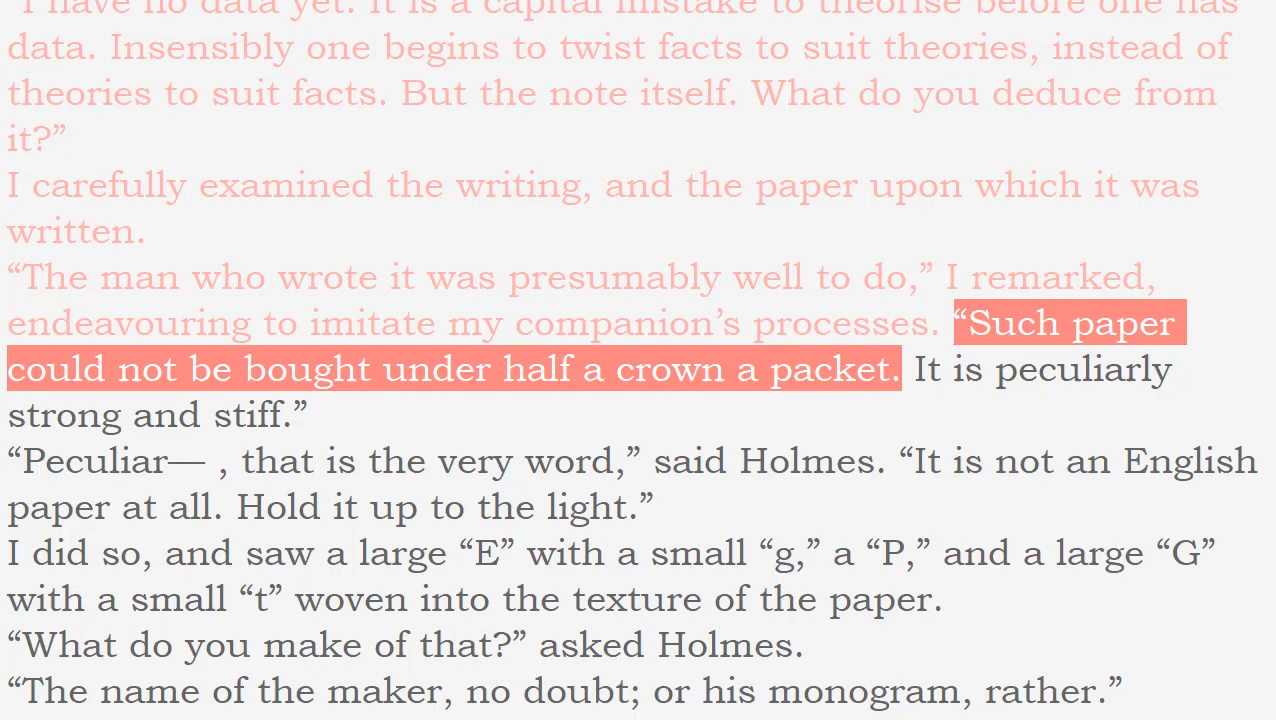 “I have no data yet. It is a capital mistake to theorise before one has
data. Insensibly one begins to twist facts to suit theories, instead of
theories to suit facts. But the note itself. What do you deduce from
it?”
I carefully examined the writing, and the paper upon which it was
written.
“The man who wrote it was presumably well to do,” I remarked,
endeavouring to imitate my companion’s processes. “Such paper
could not be bought under half a crown a packet. It is peculiarly
strong and stiff.”
“Peculiar— , that is the very word,” said Holmes. “It is not an English
paper at all. Hold it up to the light.”
I did so, and saw a large “E” with a small “g,” a “P,” and a large “G”
with a small “t” woven into the texture of the paper.
“What do you make of that?” asked Holmes.
“The name of the maker, no doubt; or his monogram, rather.”